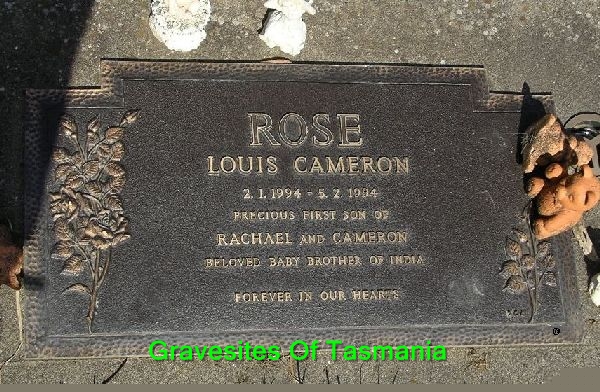 ROSE
LOUIS CAMERON
2.1.1994 - 5.2.1994
PRECIOUS FIRST SON OF
RACHAEL AND CAMERON
BELOVED BABY BROTHER OF INDIA
FOREVER IN OUR HEARTS
Gravesites Of Tasmania